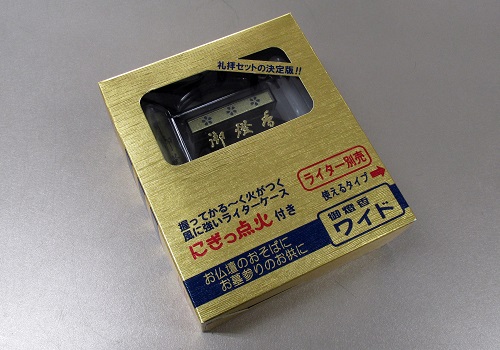 礼拝セットの決定版!!
御燈香
握ってかる～く火がつく
風に強いライターケース
にぎっ点火 付き
ライター別売
使えるタイプ→
御燈香
ワイド
お仏壇のおそばに
お墓参りのお供に